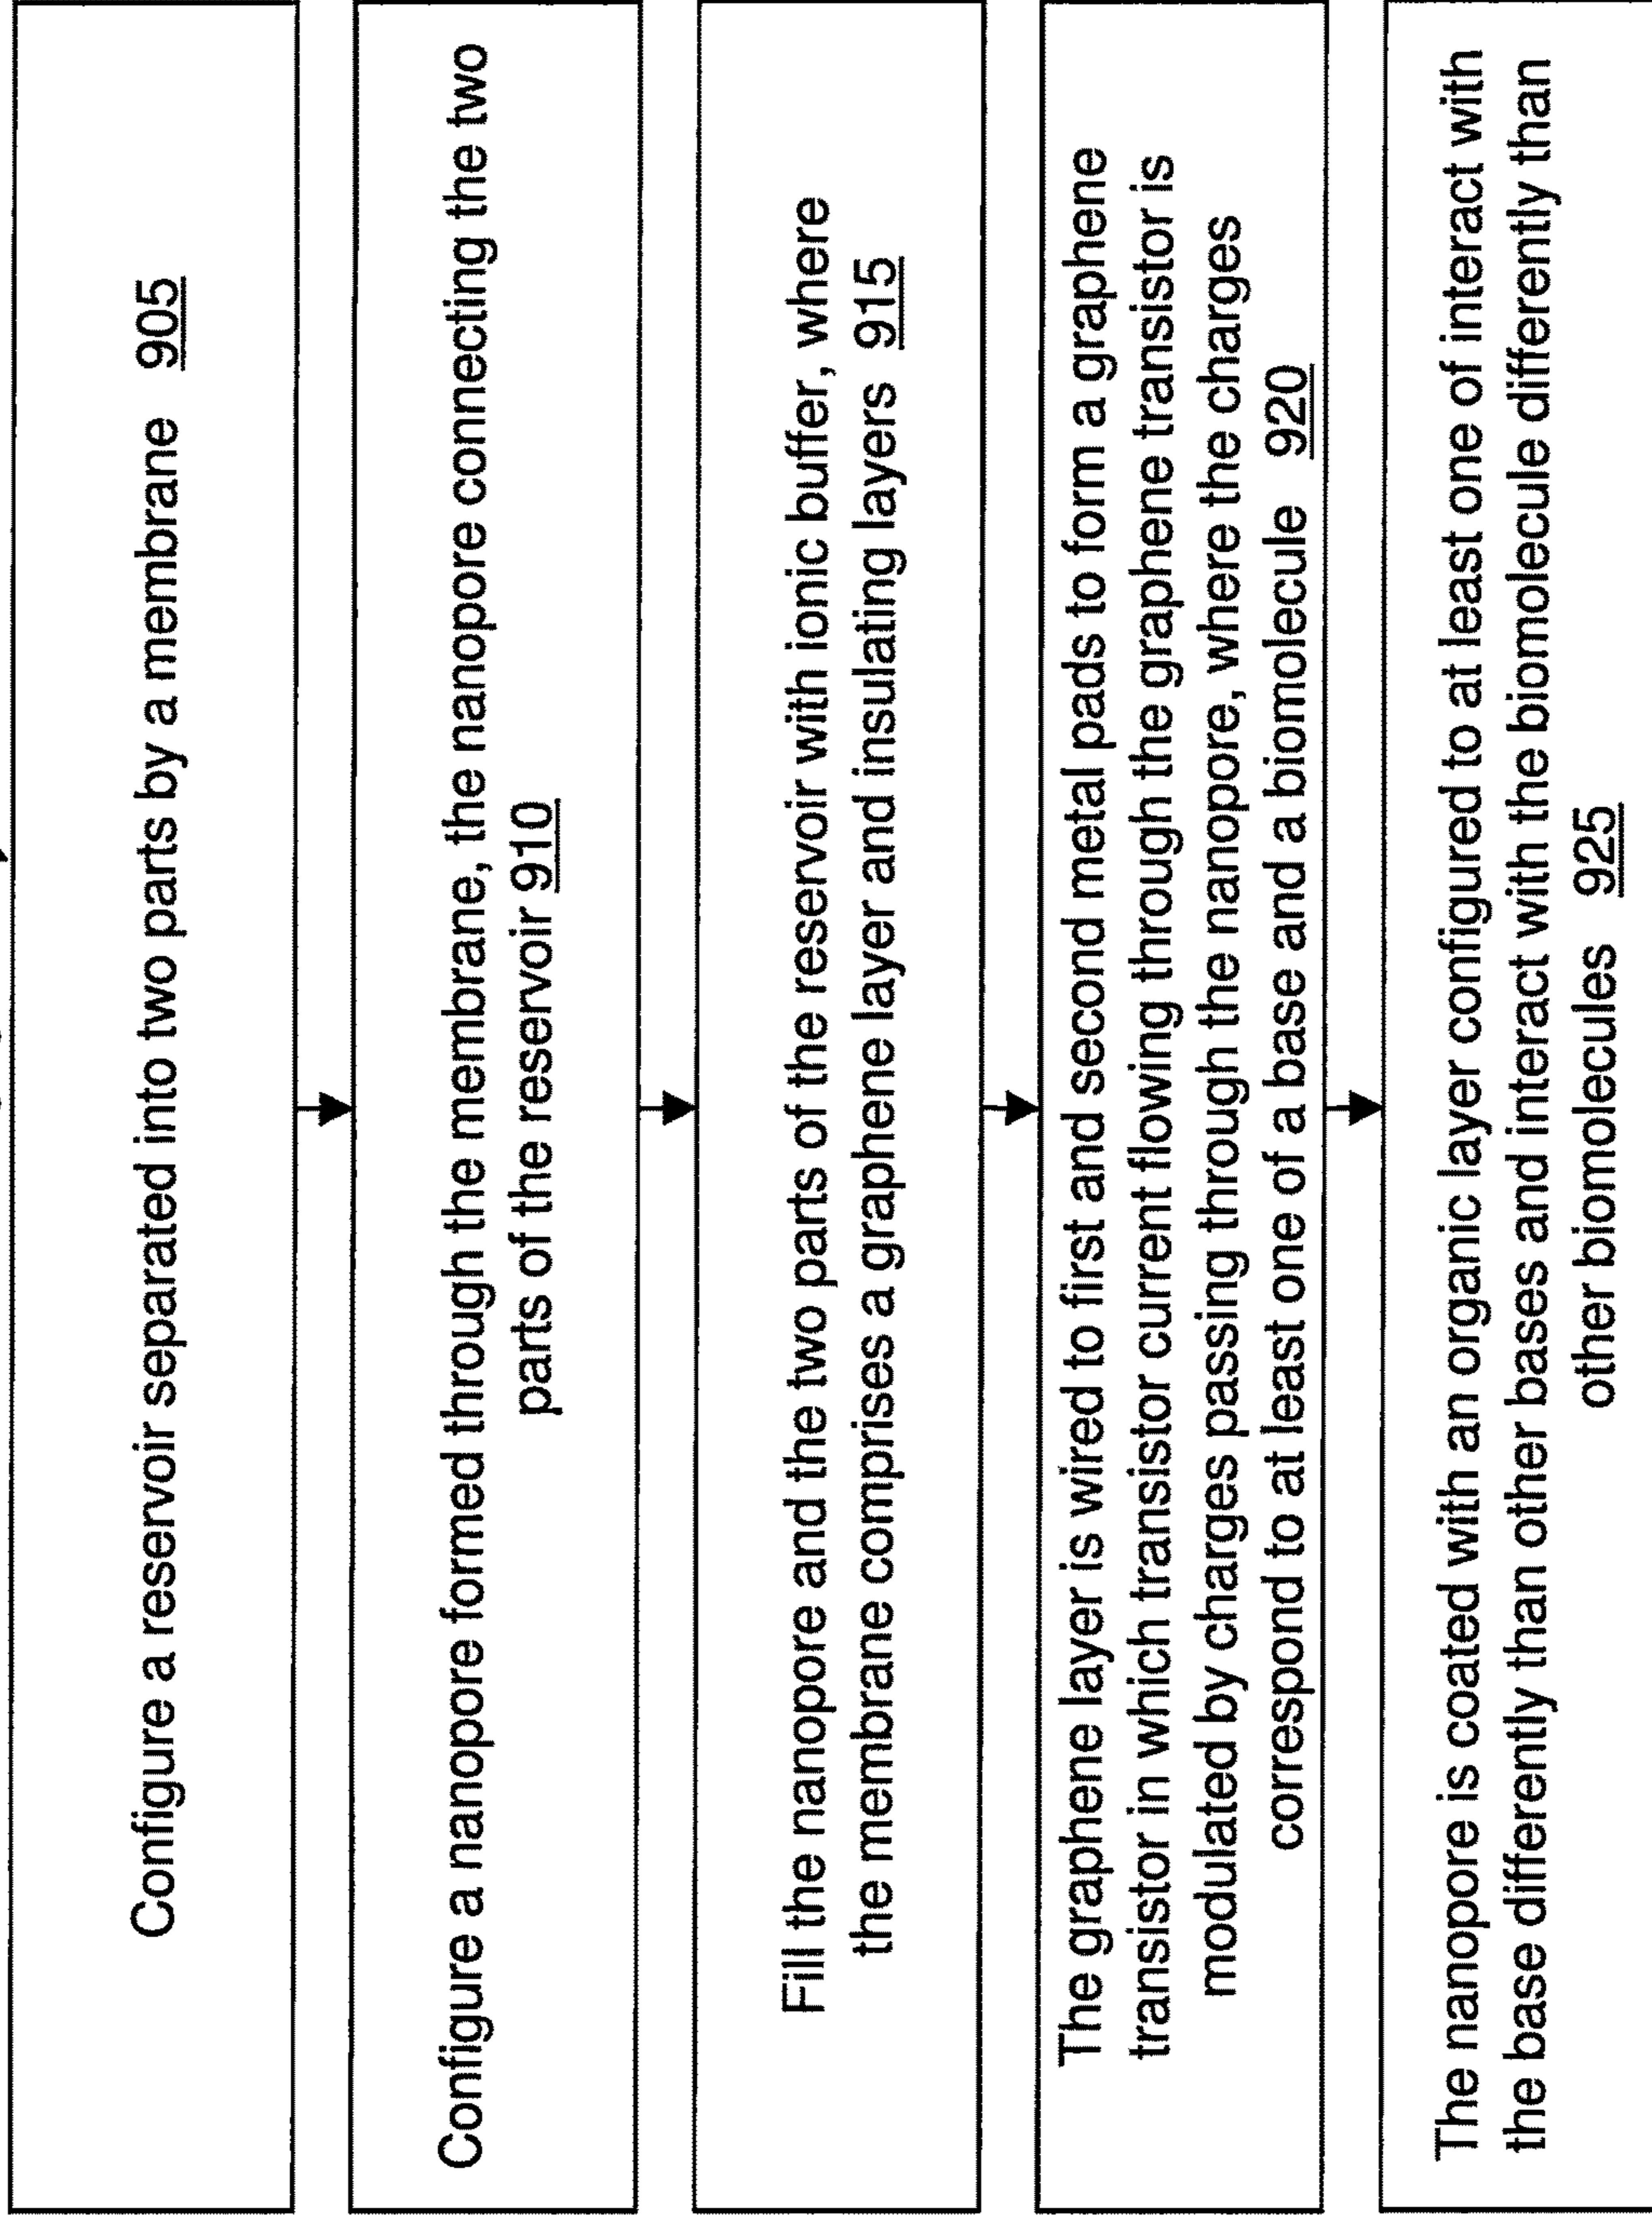 Configure a reservoir separated into two parts by a membrane 905
Configure a nanopore formed through the membrane, the nanopore connecting the two
parts of the reservoir 910
Fill the nanopore and the two parts of the reservoir with ionic buffer, where
the membrane comprises a graphene layer and insulating layers 915
The graphene layer is wired to first and second metal pads to form a graphene
transistor in which transistor current flowing through the graphene transistor is
modulated by charges passing through the nanopore, where the charges
correspond to at least one of a base and a biomolecule 920
The nanopore is coated with an organic layer configured to at least one of interact with
the base differently than other bases and interact with the biomolecule differently than
other biomolecules 925